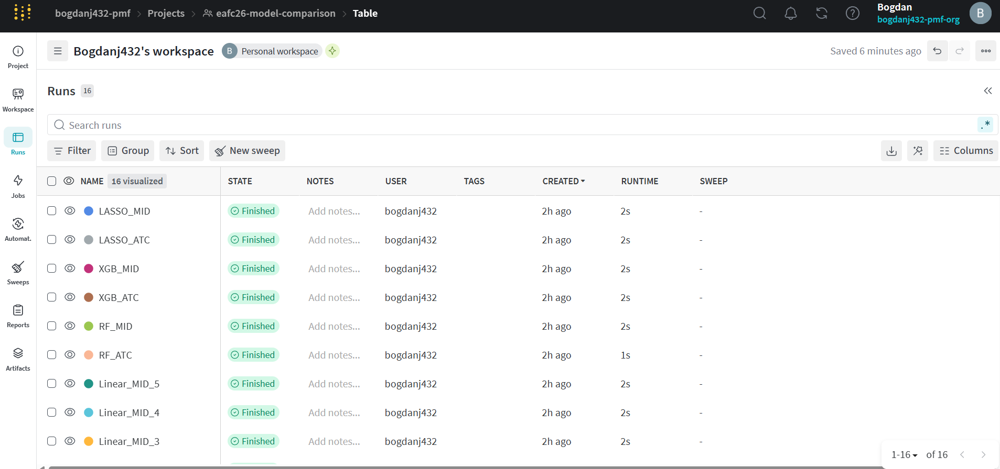 bogdanj432-pmf > Projects > eafc26-model-comparison > Table
Bogdan
bogdanj432-pmf-org
B
Project
Workspace
Runs
Jobs
Automat.
Sweeps
Reports
Artifacts
Bogdanj432's workspace B Personal workspace
Saved 6 minutes ago
Runs 16
Search runs .*
Filter Group Sort New sweep Columns
NAME 16 visualized STATE NOTES USER TAGS CREATED RUNTIME SWEEP
LASSO_MID Finished Add notes... bogdanj432 2h ago 2s -
LASSO_ATC Finished Add notes... bogdanj432 2h ago 2s -
XGB_MID Finished Add notes... bogdanj432 2h ago 2s -
XGB_ATC Finished Add notes... bogdanj432 2h ago 2s -
RF_MID Finished Add notes... bogdanj432 2h ago 2s -
RF_ATC Finished Add notes... bogdanj432 2h ago 1s -
Linear_MID_5 Finished Add notes... bogdanj432 2h ago 2s -
Linear_MID_4 Finished Add notes... bogdanj432 2h ago 2s -
Linear_MID_3 Finished Add notes... bogdanj432 2h ago 2s -
1-16 of 16